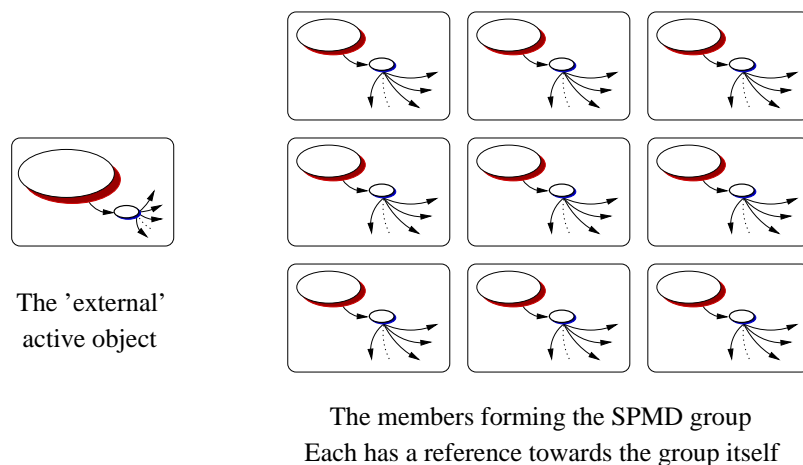 The ’external’
active object
The members forming the SPMD group
Each has a reference towards the group itself